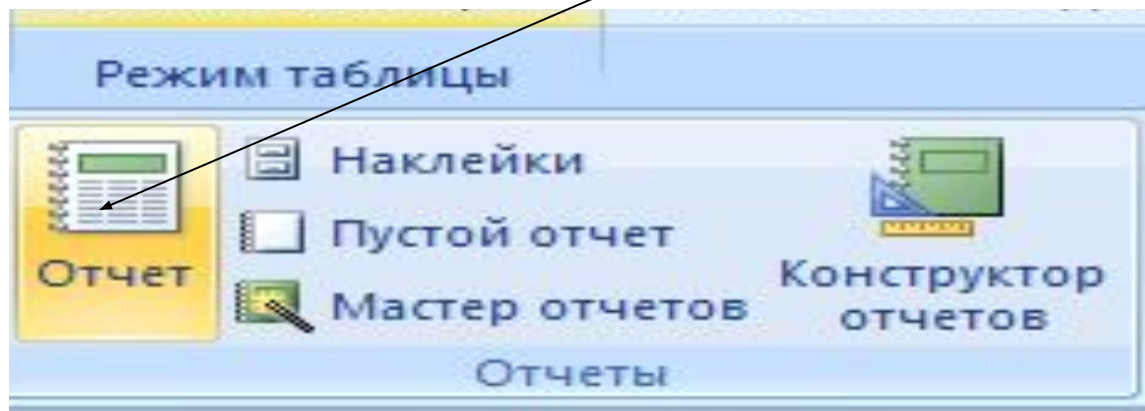 Режим таблицы
Отчет
Наклейки
Пустой отчет
Мастер отчетов
Конструктор
отчетов
Отчеты